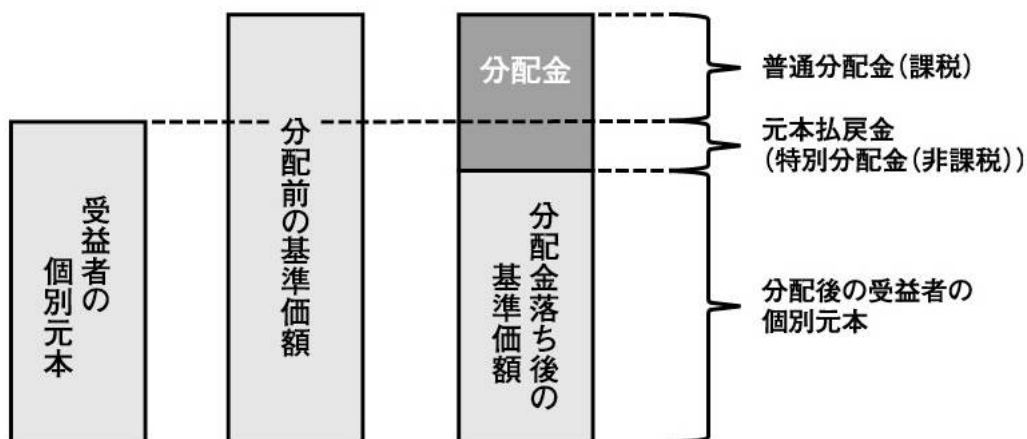 受益者の
個別元本
分配前の基準価額
分配金
分配金落ち後の
基準価額
普通分配金(課税)
元本払戻金
(特別分配金(非課税))
分配後の受益者の
個別元本